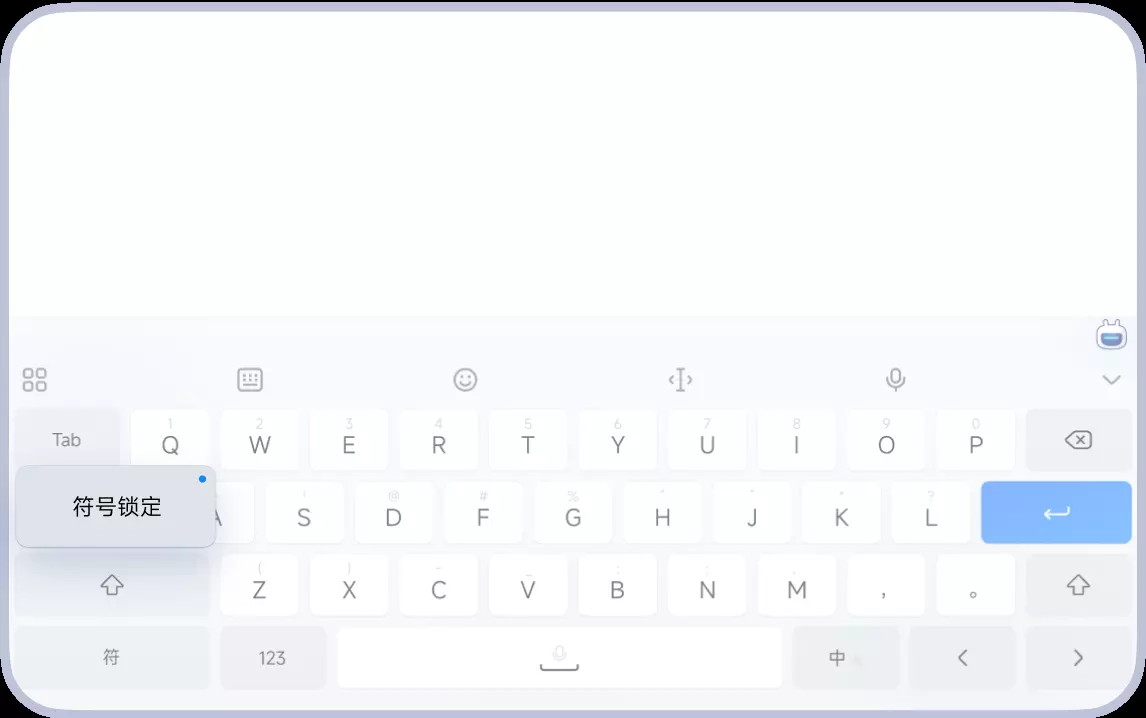 1 2 3 4 5 6 7 8 9 0
Tab Q W E R T Y U I O P
@ # % ?
符号锁定 A S D F G H J K L
( ) - _ : ;
Z X C V B N M , 。
符 123 中